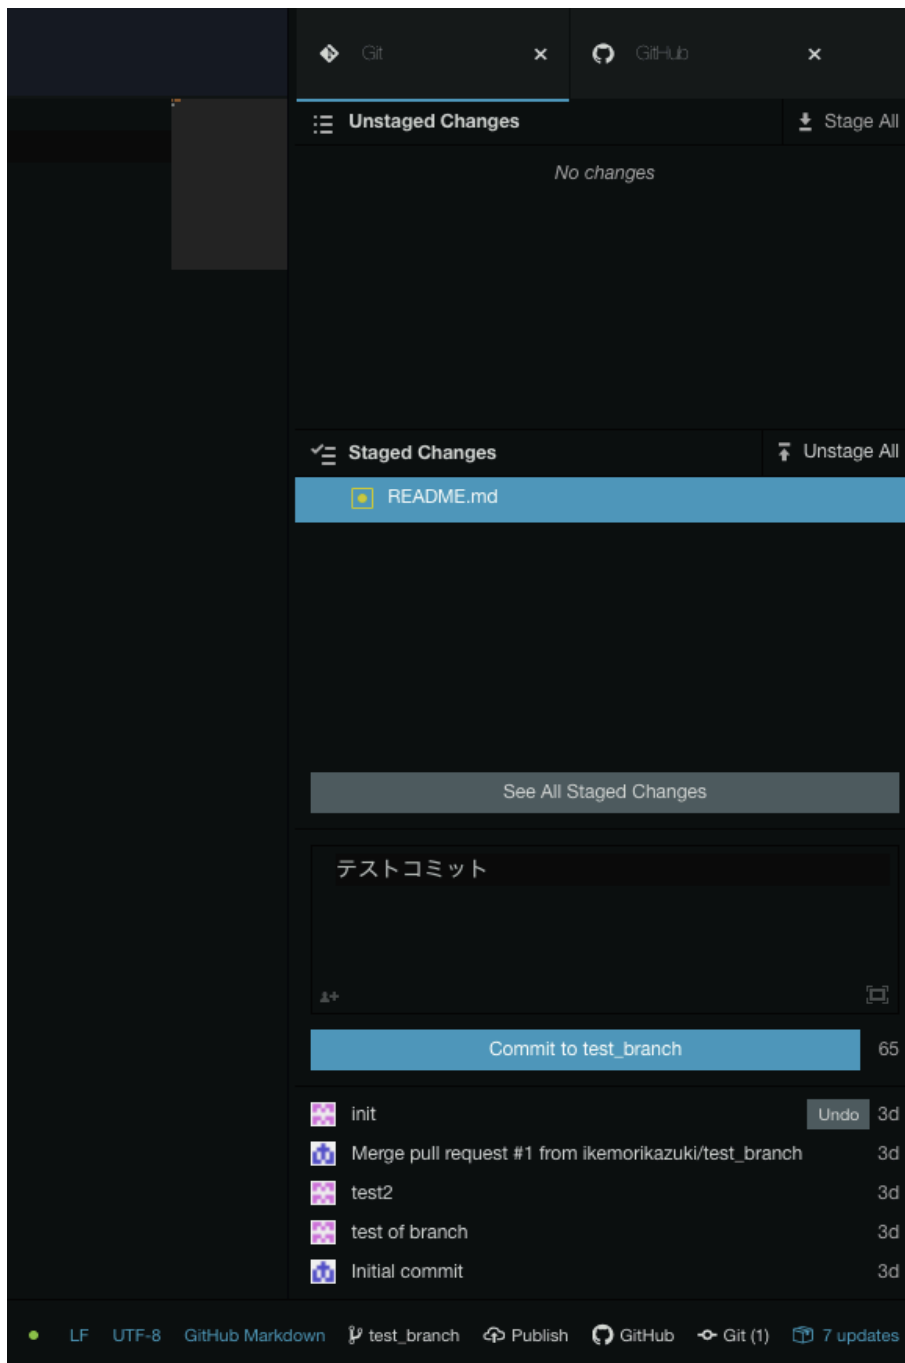 Git GitHub
Unstaged Changes Stage All
No changes
Staged Changes Unstage All
README.md
See All Staged Changes
テストコミット
Commit to test_branch 65
init Undo 3d
Merge pull request #1 from ikemorikazuki/test_branch 3d
test2 3d
test of branch 3d
Initial commit 3d
LF UTF-8 GitHub Markdown test_branch Publish GitHub Git (1) 7 updates